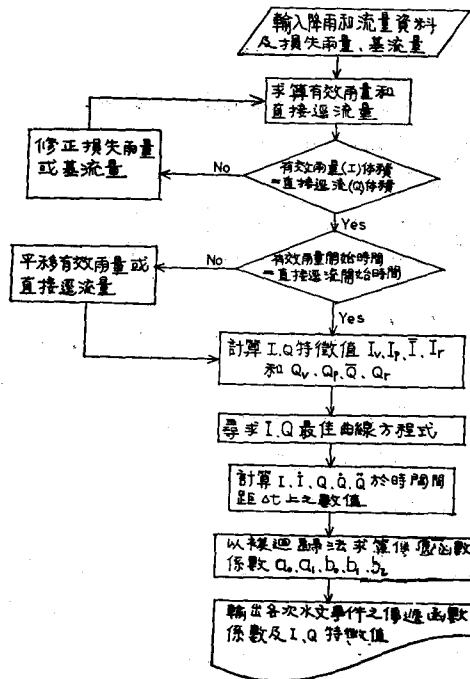 輸入降雨和流量資料
及損失雨量、基流量
求算有效雨量和
直接逕流量
修正損失雨量
或基流量
No
有效雨量(I)体積
=直接逕流(Q)体積
Yes
平移有效雨量或
直接逕流量
No
有效雨量開始時間
=直接逕流開始時間
Yes
計算 I.Q 特徵值 Iv, Ip, Ī, Ir
和 Qv、Qp, Q̄、Qr
尋求 I.Q 最佳曲線方程式
計算 I. İ. Q. Q̇. Q̈ 於時間間
距 Δt 上之數值
以複迴歸法求算傳遞函數
係數 a₀. a₁. b₀. b₁. b₂
輸出各次水文事件之傳遞函數
係數及 I.Q 特徵值